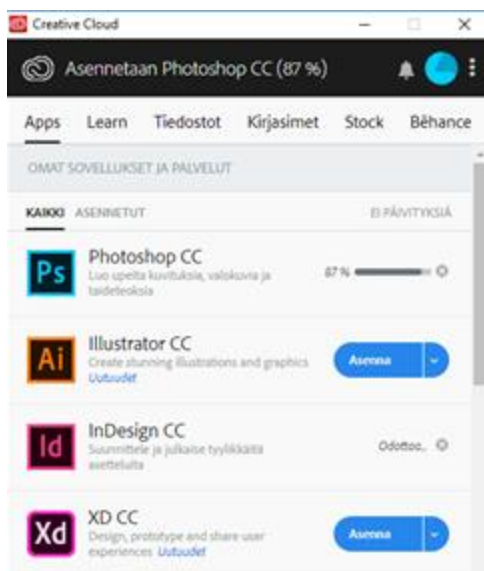 Creative Cloud
Asennetaan Photoshop CC (87 %)
Apps Learn Tiedostot Kirjasimet Stock Bēhance
OMAT SOVELLUKSET JA PALVELUT
KAIKKI ASENNETUT EI PÄIVITYKSIÄ
Ps
Photoshop CC
Luo upeita kuvituksia, valokuvia ja
taideteoksia
87 %
Ai
Illustrator CC
Create stunning illustrations and graphics.
Uutuudet
Asenna
Id
InDesign CC
Suunnittele ja julkaise tyylikkäitä
asetteluita
Odottaa...
Xd
XD CC
Design, prototype and share user
experiences Uutuudet
Asenna